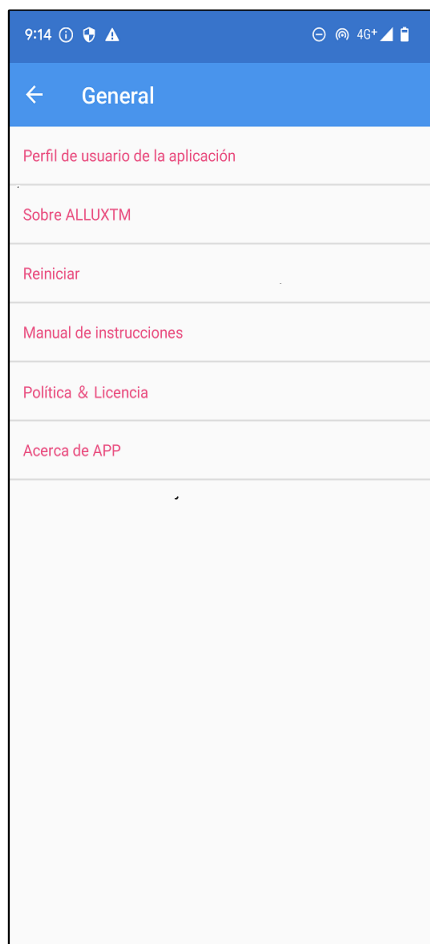 9:14 4G+
General
Perfil de usuario de la aplicación
Sobre ALLUXTM
Reiniciar
Manual de instrucciones
Política & Licencia
Acerca de APP